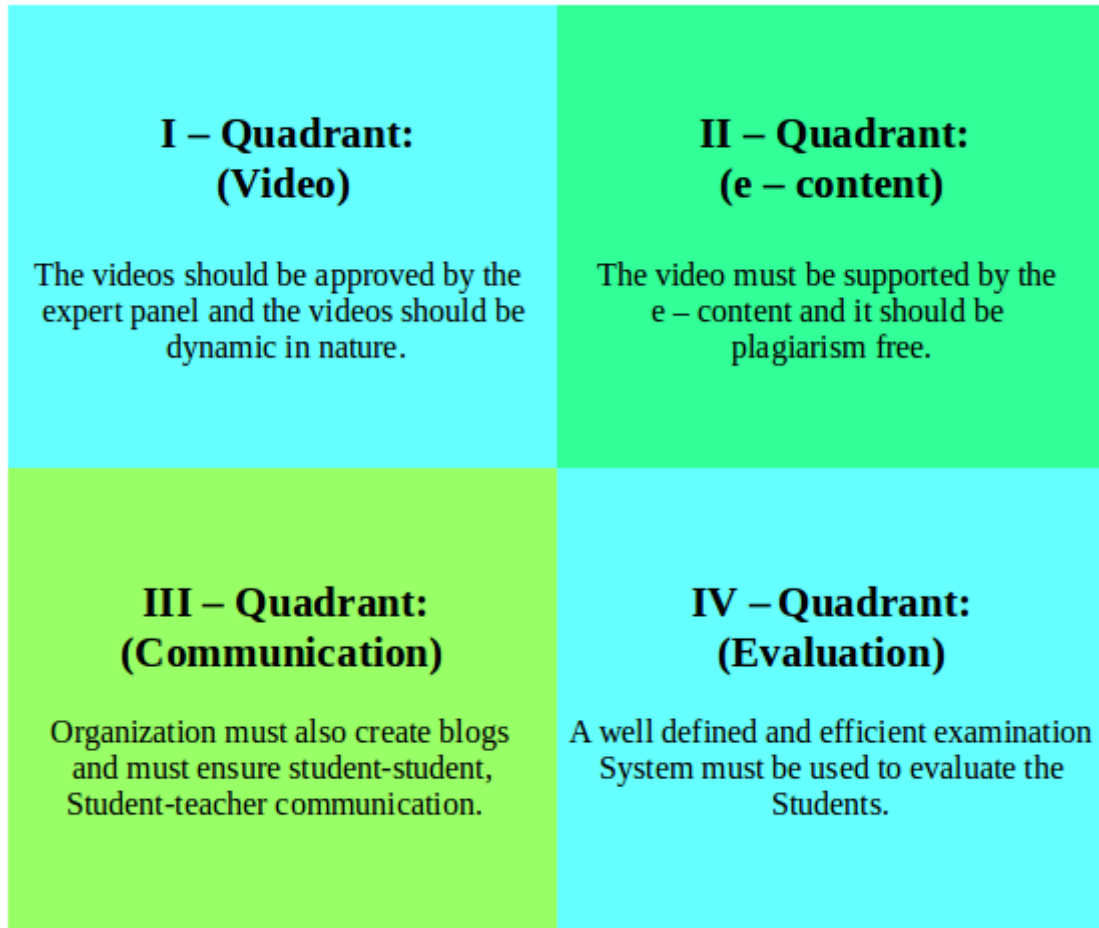 I – Quadrant:
(Video)
The videos should be approved by the
expert panel and the videos should be
dynamic in nature.
II – Quadrant:
(e – content)
The video must be supported by the
e – content and it should be
plagiarism free.
III – Quadrant:
(Communication)
Organization must also create blogs
and must ensure student-student,
Student-teacher communication.
IV – Quadrant:
(Evaluation)
A well defined and efficient examination
System must be used to evaluate the
Students.